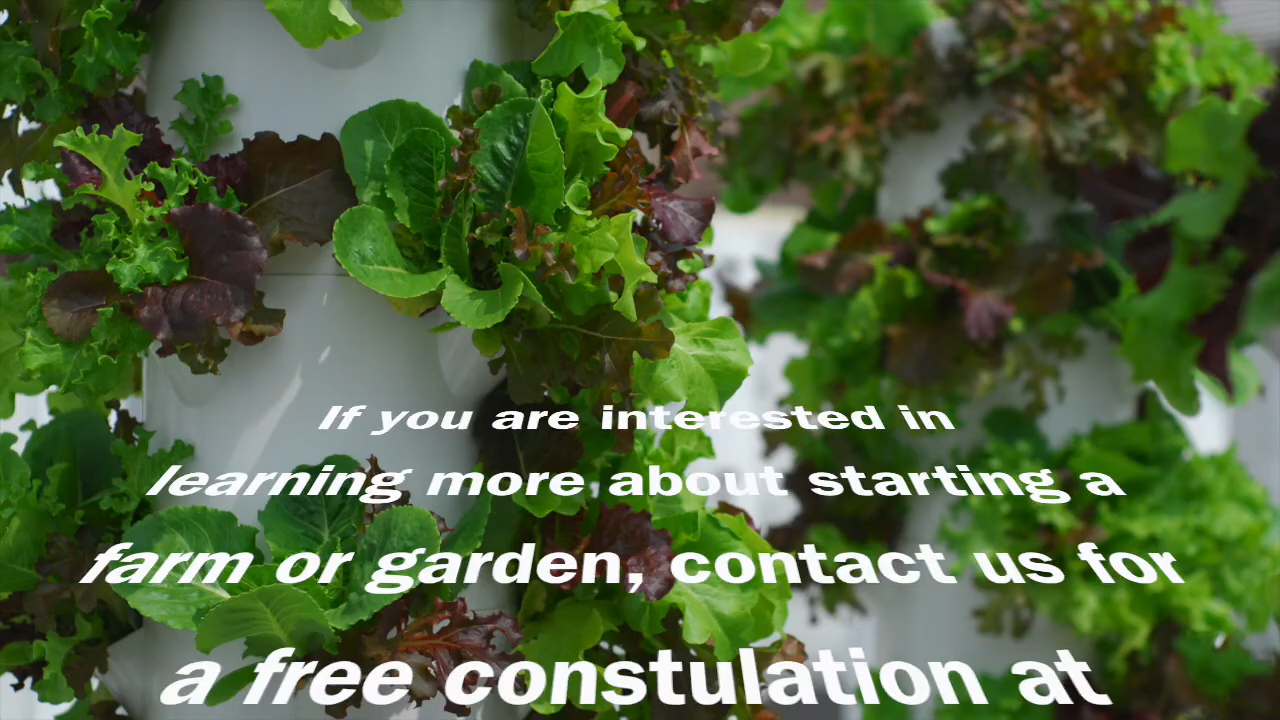 If you are interested in
learning more about starting a
farm or garden, contact us for
a free constulation at